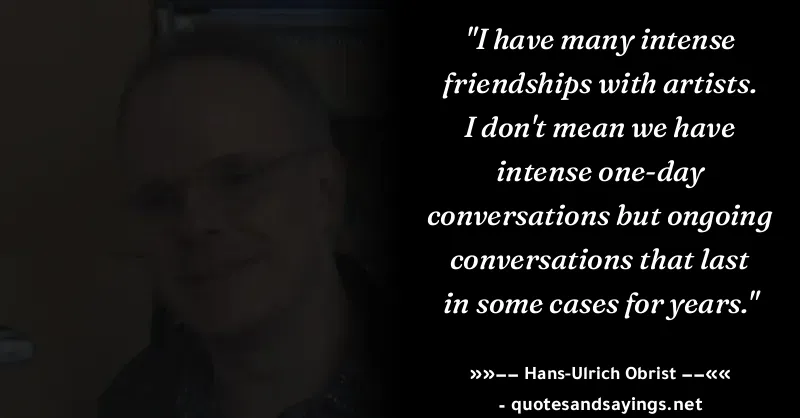 "I have many intense
friendships with artists.
I don't mean we have
intense one-day
conversations but ongoing
conversations that last
in some cases for years."
»»−− Hans-Ulrich Obrist −−««
- quotesandsayings.net